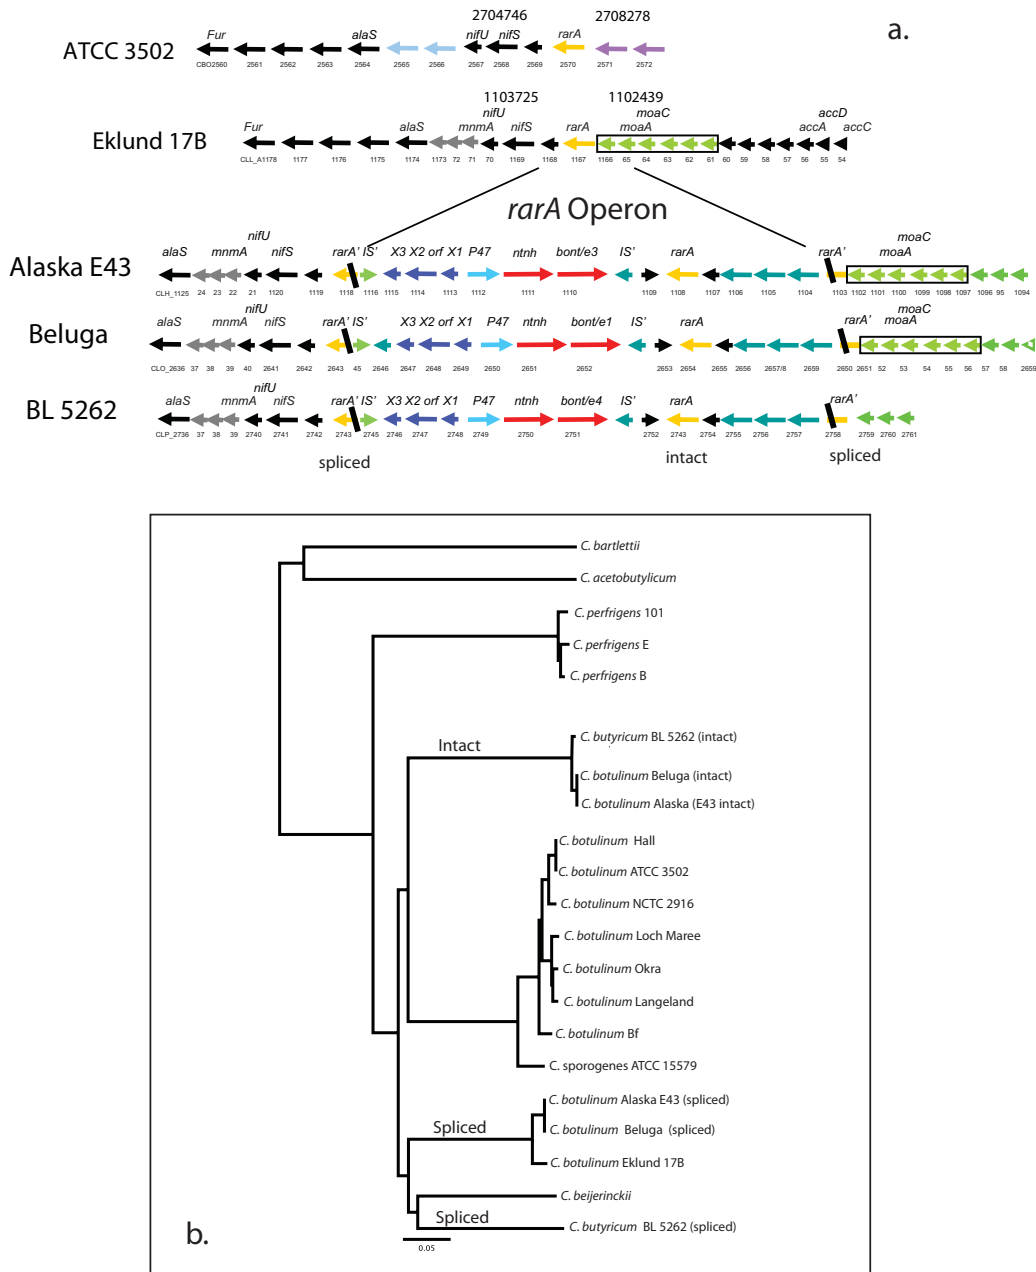 2704746 2708278 a.
Fur alaS nifU nifS rarA
ATCC 3502
CBO2560 2561 2562 2563 2564 2565 2566 2567 2568 2569 2570 2571 2572
1103725 1102439
nifU moaC accD
Fur alaS mnmA nifS rarA moaA accA accC
Eklund 17B
CLL_A1178 1177 1176 1175 1174 1173 72 71 70 1169 1168 1167 1166 65 64 63 62 61 60 59 58 57 56 55 54
rarA Operon
nifU moaC
alaS mnmA nifS rarA' IS' X3 X2 orf X1 P47 ntnh bont/e3 IS' rarA rarA' moaA
Alaska E43
CLH_1125 24 23 22 21 1120 1119 1118 1116 1115 1114 1113 1112 1111 1110 1109 1108 1107 1106 1105 1104 1103 1102 1101 1100 1099 1098 1097 1096 95 1094
nifU moaC
alaS mnmA nifS rarA' IS' X3 X2 orf X1 P47 ntnh bont/e1 IS' rarA rarA' moaA
Beluga
CLO_2636 37 38 39 40 2641 2642 2643 45 2646 2647 2648 2649 2650 2651 2652 2653 2654 2655 2656 2657/8 2659 2650 2651 52 53 54 55 56 57 58 2659
nifU
alaS mnmA nifS rarA' IS' X3 X2 orf X1 P47 ntnh bont/e4 IS' rarA rarA'
BL 5262
CLP_2736 37 38 39 2740 2741 2742 2743 2745 2746 2747 2748 2749 2750 2751 2752 2743 2754 2755 2756 2757 2758 2759 2760 2761
spliced intact spliced
C. bartlettii
C. acetobutylicum
C. perfrigens 101
C. perfrigens E
C. perfrigens B
Intact
C. butyricum BL 5262 (intact)
C. botulinum Beluga (intact)
C. botulinum Alaska (E43 intact)
C. botulinum Hall
C. botulinum ATCC 3502
C. botulinum NCTC 2916
C. botulinum Loch Maree
C. botulinum Okra
C. botulinum Langeland
C. botulinum Bf
C. sporogenes ATCC 15579
C. botulinum Alaska E43 (spliced)
Spliced
C. botulinum Beluga (spliced)
C. botulinum Eklund 17B
C. beijerinckii
Spliced
C. butyricum BL 5262 (spliced)
b.
0.05